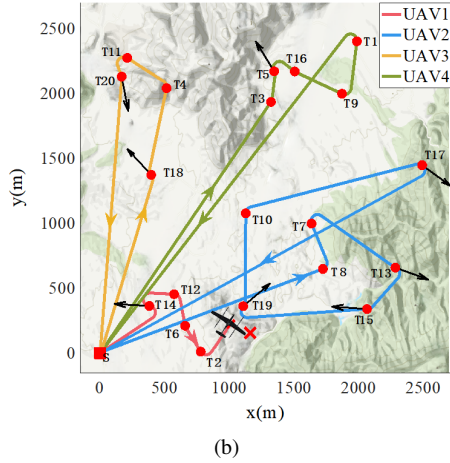 UAV1
UAV2
UAV3
UAV4
2500
2000
1500
1000
500
0
y(m)
T11
T20
T4
T18
T1
T16
T5
T3
T9
T17
T10
T7
T8
T13
T19
T15
T12
T14
T6
T2
S
0
500
1000
1500
2000
2500
x(m)
(b)